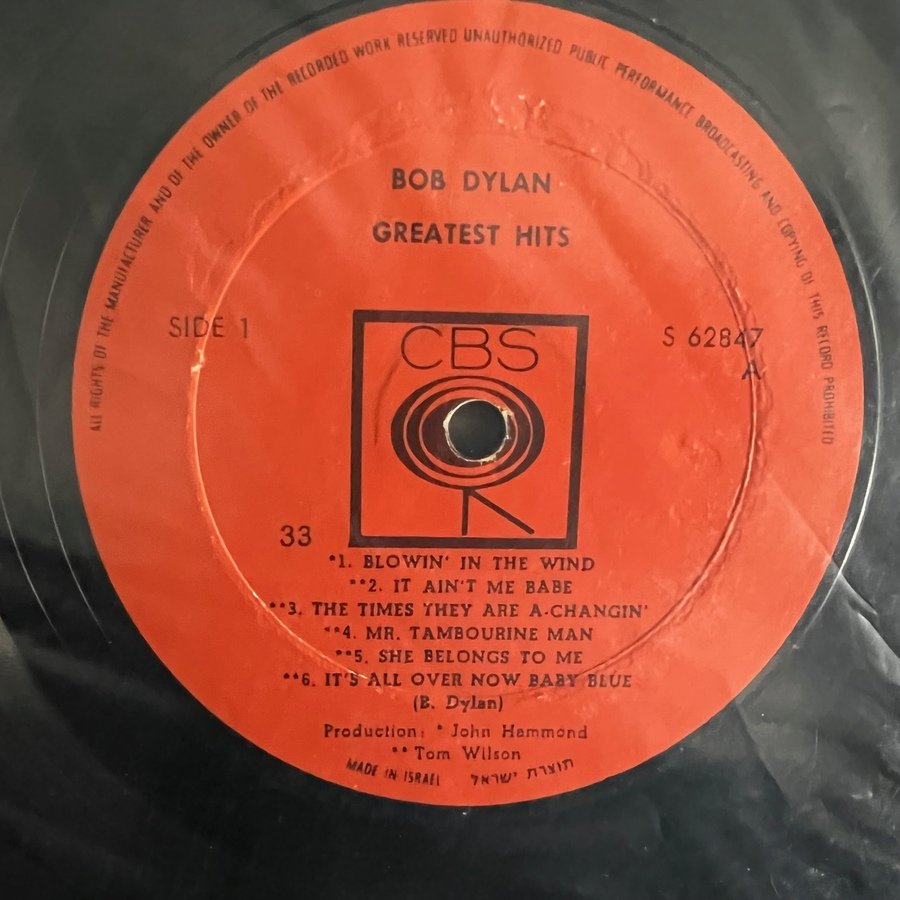 ALL RIGHTS OF THE MANUFACTURER AND OF THE OWNER OF THE RECORDED WORK RESERVED UNAUTHORIZED PUBLIC PERFORMANCE BROADCASTING AND COPYING OF THIS RECORD PROHIBITED
BOB DYLAN
GREATEST HITS
SIDE 1
S 62847
A
CBS
33
*1. BLOWIN' IN THE WIND
**2. IT AIN'T ME BABE
**3. THE TIMES THEY ARE A-CHANGIN'
**4. MR. TAMBOURINE MAN
**5. SHE BELONGS TO ME
**6. IT'S ALL OVER NOW BABY BLUE
(B. Dylan)
Production: * John Hammond
** Tom Wilson
MADE IN ISRAEL תוצרת ישראל